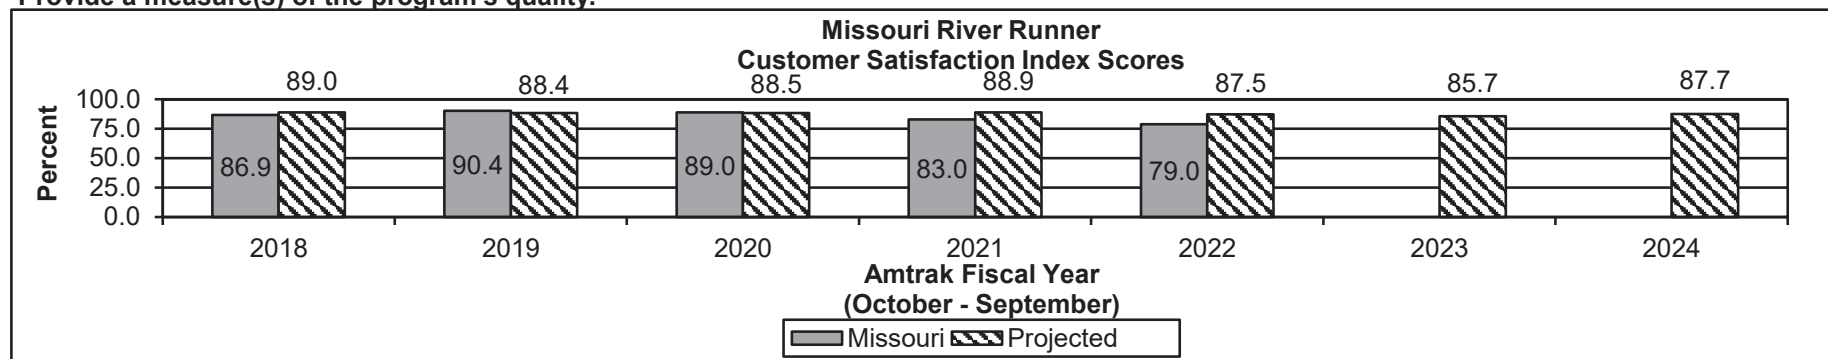 Provide a measure(s) of the program's quality.
Missouri River Runner
Customer Satisfaction Index Scores
89.0 88.4 88.5 88.9 87.5 85.7 87.7
Percent
100.0
75.0
50.0
25.0
0.0
86.9 90.4 89.0 83.0 79.0
2018 2019 2020 2021 2022 2023 2024
Amtrak Fiscal Year
(October - September)
Missouri Projected